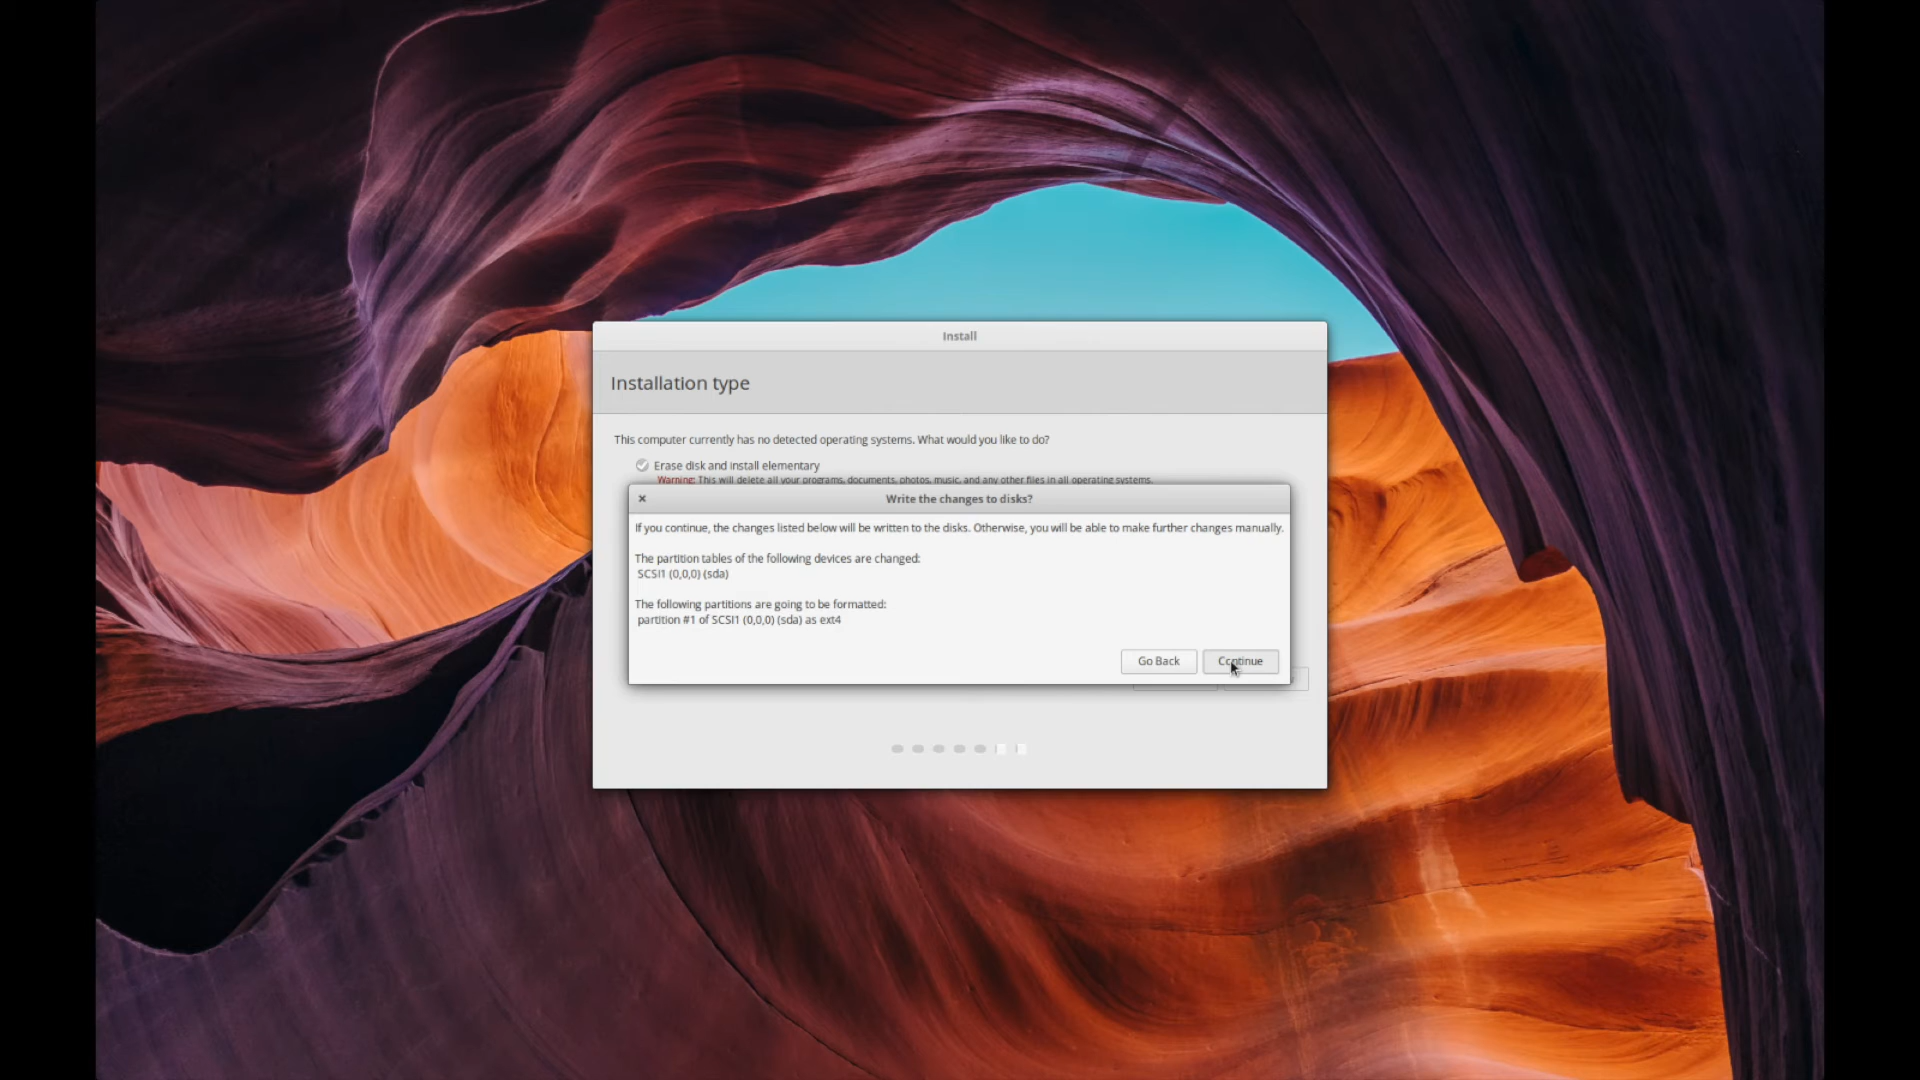 Install
Installation type
This computer currently has no detected operating systems. What would you like to do?
Erase disk and install elementary
Warning: This will delete all your programs, documents, photos, music, and any other files in all operating systems.
Write the changes to disks?
If you continue, the changes listed below will be written to the disks. Otherwise, you will be able to make further changes manually.
The partition tables of the following devices are changed:
SCSI1 (0,0,0) (sda)
The following partitions are going to be formatted:
partition #1 of SCSI1 (0,0,0) (sda) as ext4
Go Back
Continue